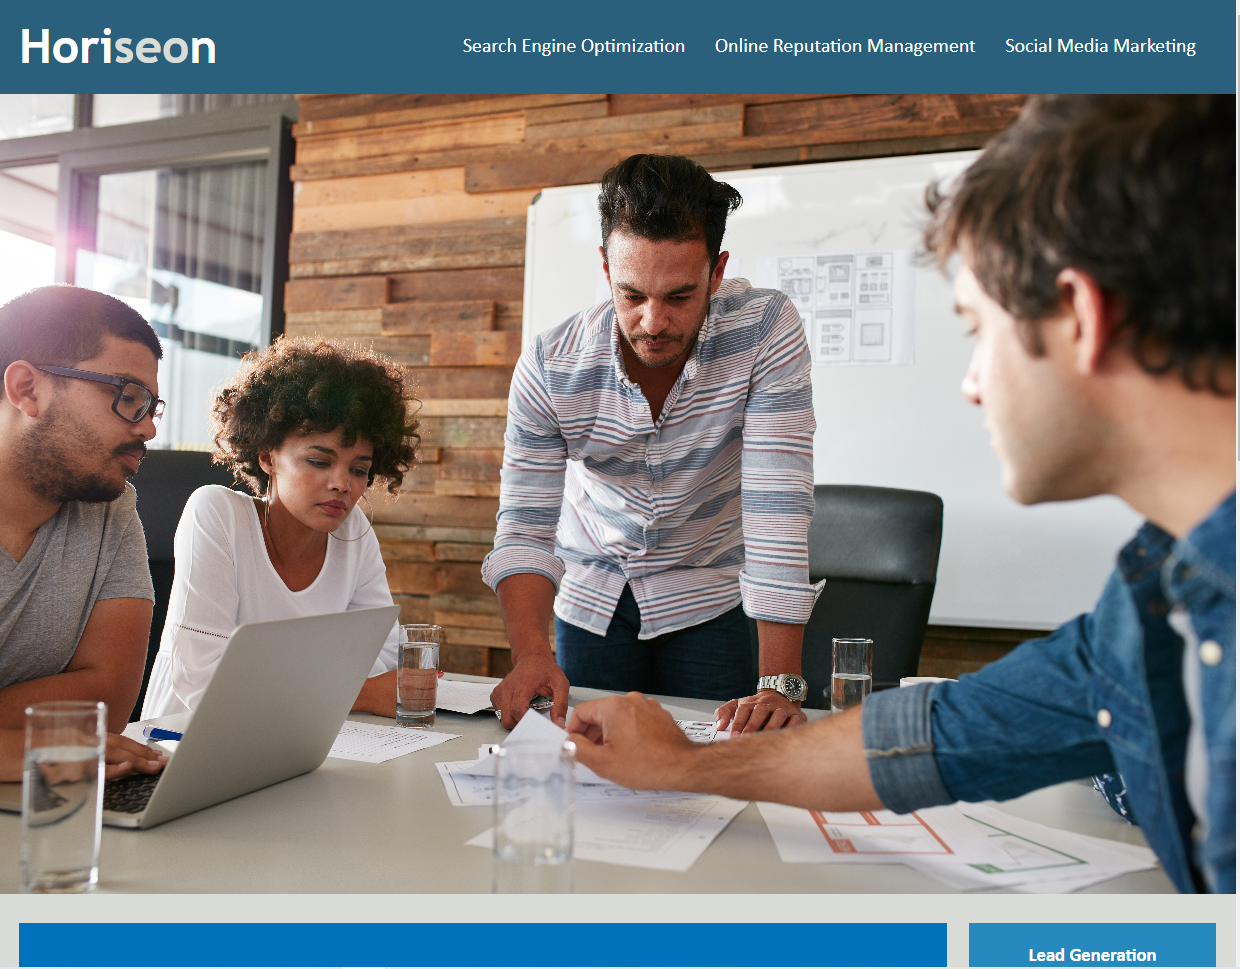 Horiseon
Search Engine Optimization
Online Reputation Management
Social Media Marketing
Lead Generation